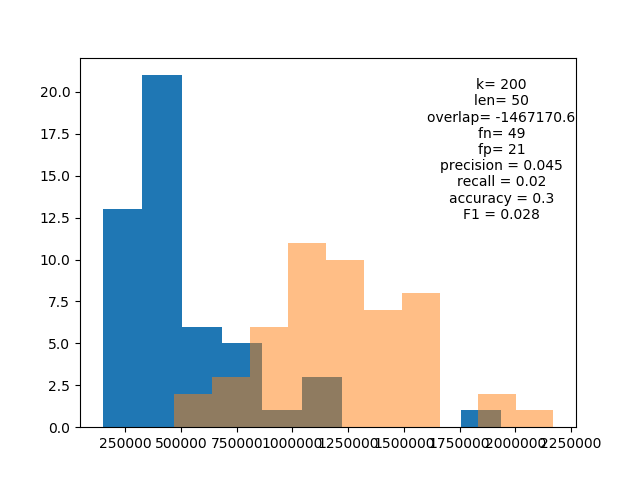 k= 200
len= 50
overlap= -1467170.6
fn= 49
fp= 21
precision = 0.045
recall = 0.02
accuracy = 0.3
F1 = 0.028
20.0
17.5
15.0
12.5
10.0
7.5
5.0
2.5
0.0
250000 500000 750000 1000000 1250000 1500000 1750000 2000000 2250000